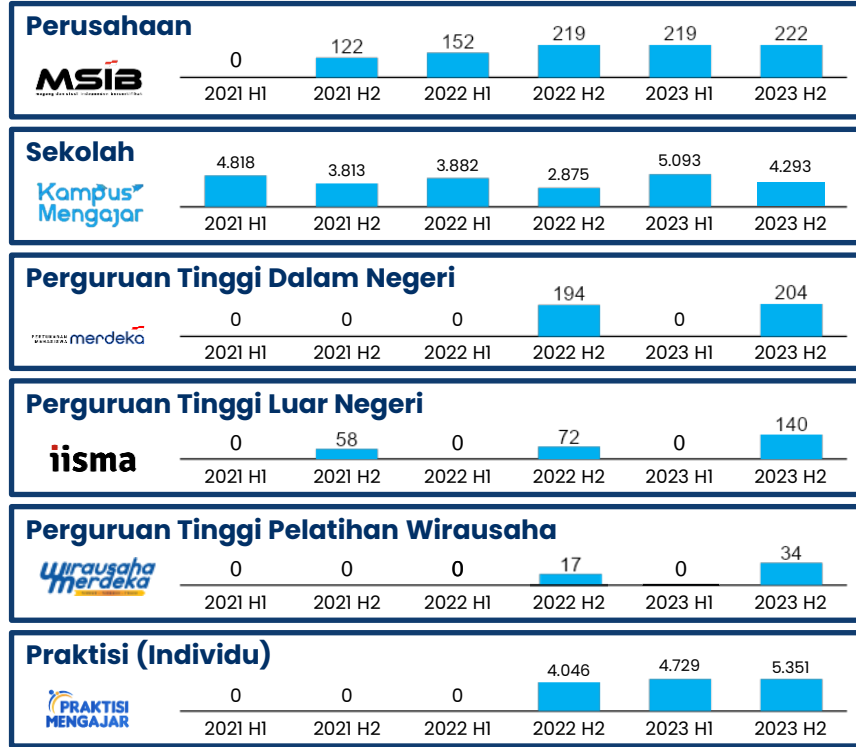 Perusahaan
MSIB
magang dan studi independen bersertifikat
0 122 152 219 219 222
2021 H1 2021 H2 2022 H1 2022 H2 2023 H1 2023 H2
Sekolah
Kampus Mengajar
4.818 3.813 3.882 2.875 5.093 4.293
2021 H1 2021 H2 2022 H1 2022 H2 2023 H1 2023 H2
Perguruan Tinggi Dalam Negeri
PERTUKARAN MAHASISWA merdeka
0 0 0 194 0 204
2021 H1 2021 H2 2022 H1 2022 H2 2023 H1 2023 H2
Perguruan Tinggi Luar Negeri
iisma
0 58 0 72 0 140
2021 H1 2021 H2 2022 H1 2022 H2 2023 H1 2023 H2
Perguruan Tinggi Pelatihan Wirausaha
Wirausaha
merdeka
0 0 0 17 0 34
2021 H1 2021 H2 2022 H1 2022 H2 2023 H1 2023 H2
Praktisi (Individu)
PRAKTISI
MENGAJAR
0 0 0 4.046 4.729 5.351
2021 H1 2021 H2 2022 H1 2022 H2 2023 H1 2023 H2